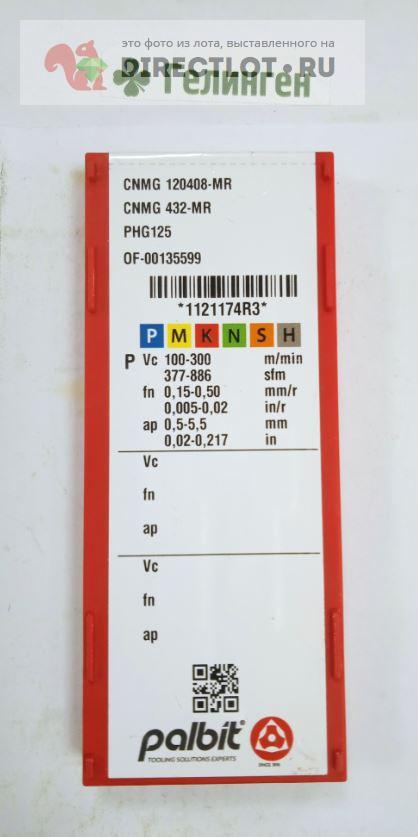 это фото из лота, выставленного на
DIRECTLOT.RU
Гелинген
CNMG 120408-MR
CNMG 432-MR
PHG125
OF-00135599
*1121174R3*
P M K N S H
P Vc 100-300 m/min
377-886 sfm
fn 0,15-0,50 mm/r
0,005-0,02 in/r
ap 0,5-5,5 mm
0,02-0,217 in
Vc
fn
ap
Vc
fn
ap
palbit
TOOLING SOLUTIONS EXPERTS